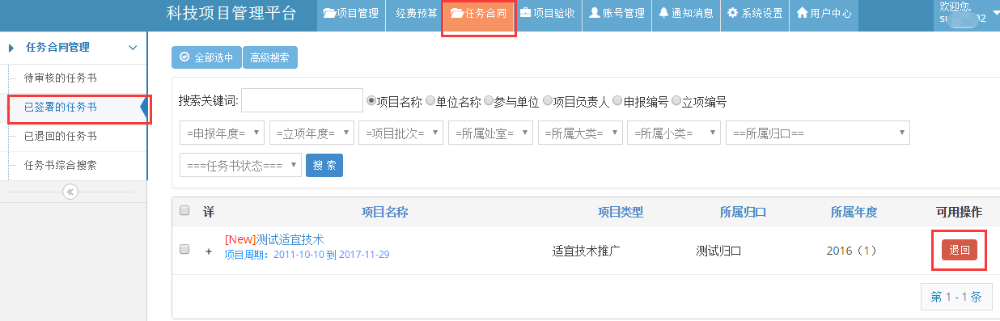 科技项目管理平台
项目管理
经费预算
任务合同
项目验收
账号管理
通知消息
系统设置
用户中心
欢迎您,
任务合同管理
待审核的任务书
已签署的任务书
已退回的任务书
任务书综合搜索
全部选中
高级搜索
搜索关键词:
项目名称 单位名称 参与单位 项目负责人 申报编号 立项编号
=申报年度= =立项年度= =项目批次= =所属处室= =所属大类= =所属小类= ==所属归口==
===任务书状态=== 搜 索
详 项目名称 项目类型 所属归口 所属年度 可用操作
+ [New]测试适宜技术 适宜技术推广 测试归口 2016（1） 退回
项目周期：2011-10-10 到 2017-11-29
第 1 - 1 条